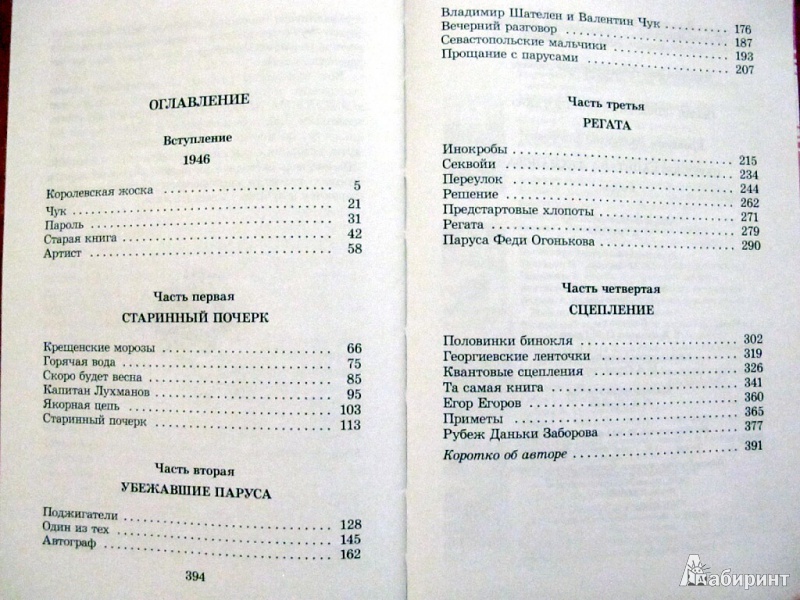 ОГЛАВЛЕНИЕ
Вступление
1946
Королевская жоска 5
Чук 21
Пароль 31
Старая книга 42
Артист 58
Часть первая
СТАРИННЫЙ ПОЧЕРК
Крещенские морозы 66
Горячая вода 75
Скоро будет весна 85
Капитан Лухманов 95
Якорная цепь 103
Старинный почерк 113
Часть вторая
УБЕЖАВШИЕ ПАРУСА
Поджигатели 128
Один из тех 145
Автограф 162
394
Владимир Шателен и Валентин Чук 176
Вечерний разговор 187
Севастопольские мальчики 193
Прощание с парусами 207
Часть третья
РЕГАТА
Инокробы 215
Секвойи 234
Переулок 244
Решение 262
Предстартовые хлопоты 271
Регата 279
Паруса Феди Огонькова 290
Часть четвертая
СЦЕПЛЕНИЕ
Половинки бинокля 302
Георгиевские ленточки 319
Квантовые сцепления 326
Та самая книга 341
Егор Егоров 360
Приметы 365
Рубеж Даньки Заборова 377
Коротко об авторе 391
Лабиринт